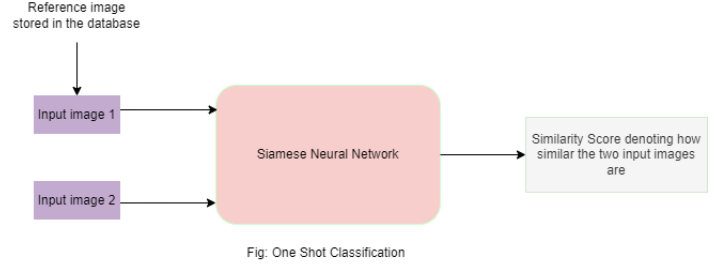 Reference image
stored in the database
Input image 1
Siamese Neural Network
Similarity Score denoting how
similar the two input images
are
Input image 2
Fig: One Shot Classification